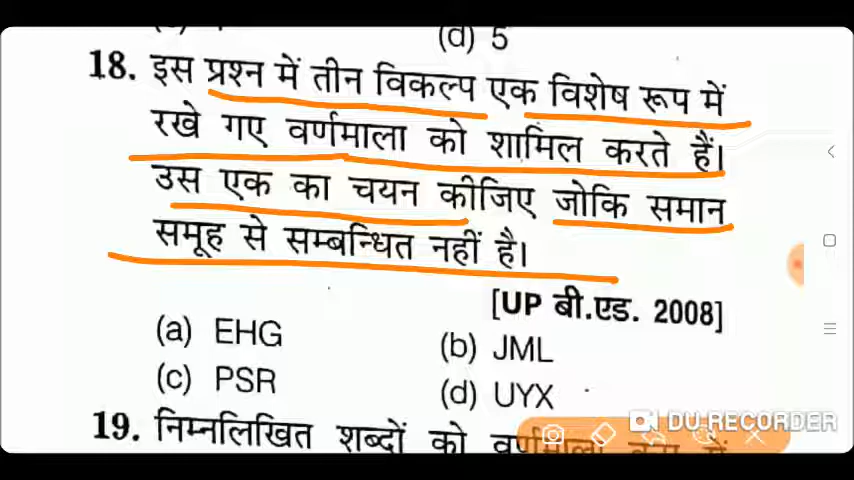 (d) 5
18. इस प्रश्न में तीन विकल्प एक विशेष रूप में
रखे गए वर्णमाला को शामिल करते हैं।
उस एक का चयन कीजिए जोकि समान
समूह से सम्बन्धित नहीं है।
[UP बी.एड. 2008]
(a) EHG
(b) JML
(c) PSR
(d) UYX
19. निम्नलिखित शब्दों को
DU RECORDER